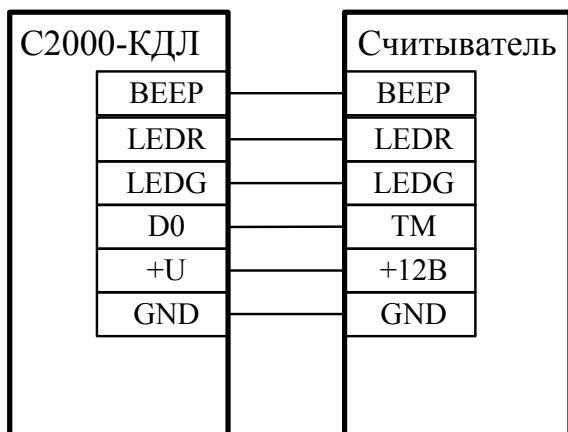 С2000-КДЛ
BEEP
LEDR
LEDG
D0
+U
GND
Считыватель
BEEP
LEDR
LEDG
TM
+12В
GND